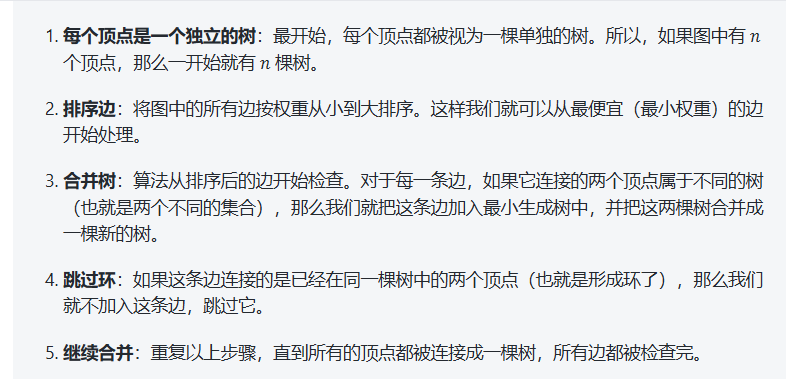 1. 每个顶点是一个独立的树：最开始，每个顶点都被视为一棵单独的树。所以，如果图中有 n
个顶点，那么一开始就有 n 棵树。
2. 排序边：将图中的所有边按权重从小到大排序。这样我们就可以从最便宜（最小权重）的边
开始处理。
3. 合并树：算法从排序后的边开始检查。对于每一条边，如果它连接的两个顶点属于不同的树
（也就是两个不同的集合），那么我们就把这条边加入最小生成树中，并把这两棵树合并成
一棵新的树。
4. 跳过环：如果这条边连接的是已经在同一棵树中的两个顶点（也就是形成环了），那么我们
就不加入这条边，跳过它。
5. 继续合并：重复以上步骤，直到所有的顶点都被连接成一棵树，所有边都被检查完。